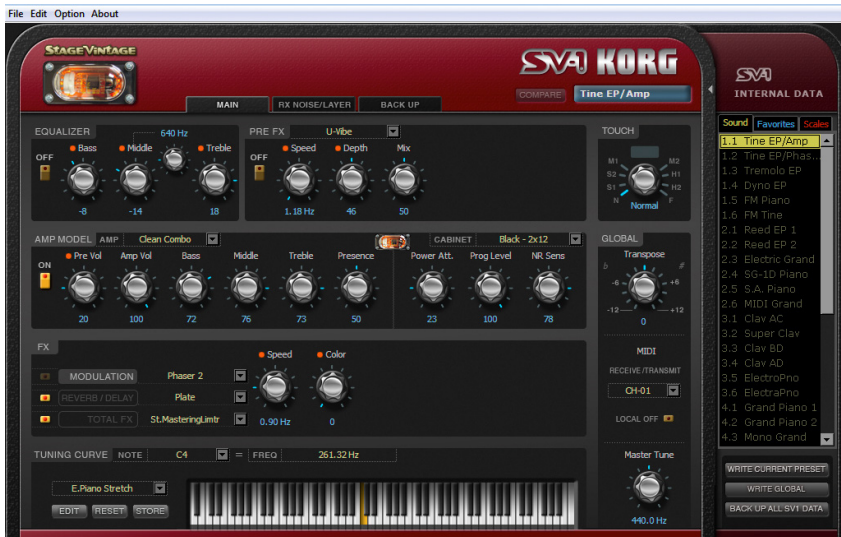 File Edit Option About
StageVintage
SV1 KORG
MAIN RX NOISE/LAYER BACK UP
COMPARE Tine EP/Amp
EQUALIZER 640 Hz
OFF Bass Middle Treble
-8 -14 18
PRE FX U-Vibe
OFF Speed Depth Mix
1.18 Hz 46 50
TOUCH
M1 M2
S2 H1
S1 H2
N F
Normal
AMP MODEL AMP Clean Combo CABINET Black - 2x12
ON Pre Vol Amp Vol Bass Middle Treble Presence Power Att. Prog Level NR Sens
20 100 72 76 73 50 23 100 78
GLOBAL
Transpose
b #
-6 +6
-12 +12
0
MIDI
RECEIVE /TRANSMIT
CH-01
LOCAL OFF
Master Tune
440.0 Hz
FX
Speed Color
MODULATION Phaser 2
REVERB / DELAY Plate
TOTAL FX St.MasteringLimtr
0.90 Hz 0
TUNING CURVE NOTE C4 = FREQ 261.32 Hz
E.Piano Stretch
EDIT RESET STORE
SV1
INTERNAL DATA
Sound Favorites Scales
1.1 Tine EP/Amp
1.2 Tine EP/Phas...
1.3 Tremolo EP
1.4 Dyno EP
1.5 FM Piano
1.6 FM Tine
2.1 Reed EP 1
2.2 Reed EP 2
2.3 Electric Grand
2.4 SG-1D Piano
2.5 S.A. Piano
2.6 MIDI Grand
3.1 Clav AC
3.2 Super Clav
3.3 Clav BD
3.4 Clav AD
3.5 ElectroPno
3.6 ElectraPno
4.1 Grand Piano 1
4.2 Grand Piano 2
4.3 Mono Grand
WRITE CURRENT PRESET
WRITE GLOBAL
BACK UP ALL SV1 DATA